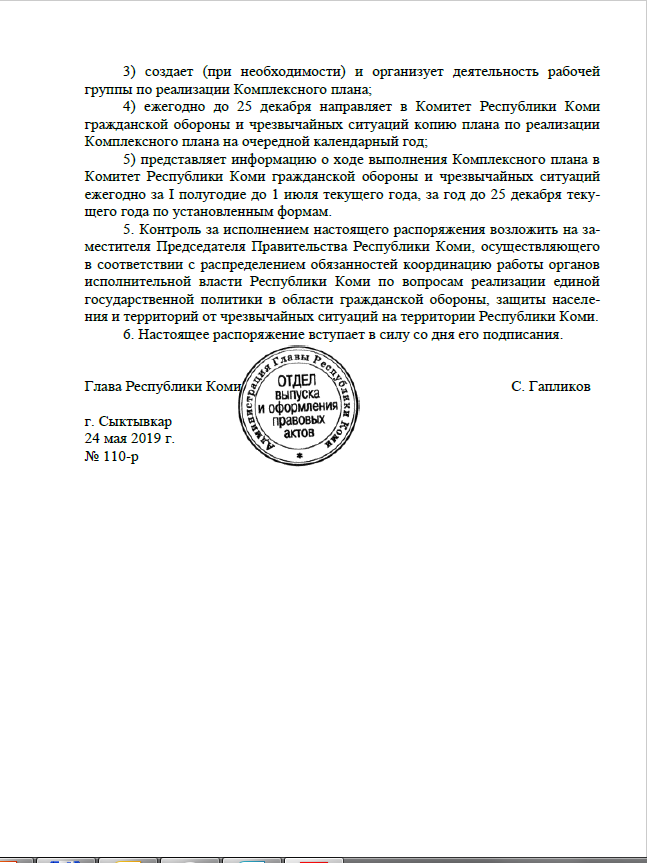 3) создает (при необходимости) и организует деятельность рабочей
группы по реализации Комплексного плана;
4) ежегодно до 25 декабря направляет в Комитет Республики Коми
гражданской обороны и чрезвычайных ситуаций копию плана по реализации
Комплексного плана на очередной календарный год;
5) представляет информацию о ходе выполнения Комплексного плана в
Комитет Республики Коми гражданской обороны и чрезвычайных ситуаций
ежегодно за I полугодие до 1 июля текущего года, за год до 25 декабря теку-
щего года по установленным формам.
5. Контроль за исполнением настоящего распоряжения возложить на за-
местителя Председателя Правительства Республики Коми, осуществляющего
в соответствии с распределением обязанностей координацию работы органов
исполнительной власти Республики Коми по вопросам реализации единой
государственной политики в области гражданской обороны, защиты населе-
ния и территорий от чрезвычайных ситуаций на территории Республики Коми.
6. Настоящее распоряжение вступает в силу со дня его подписания.
Глава Республики Коми С. Гапликов
Администрация Главы Республики Коми
ОТДЕЛ
выпуска
и оформления
правовых
актов
*
г. Сыктывкар
24 мая 2019 г.
№ 110-р